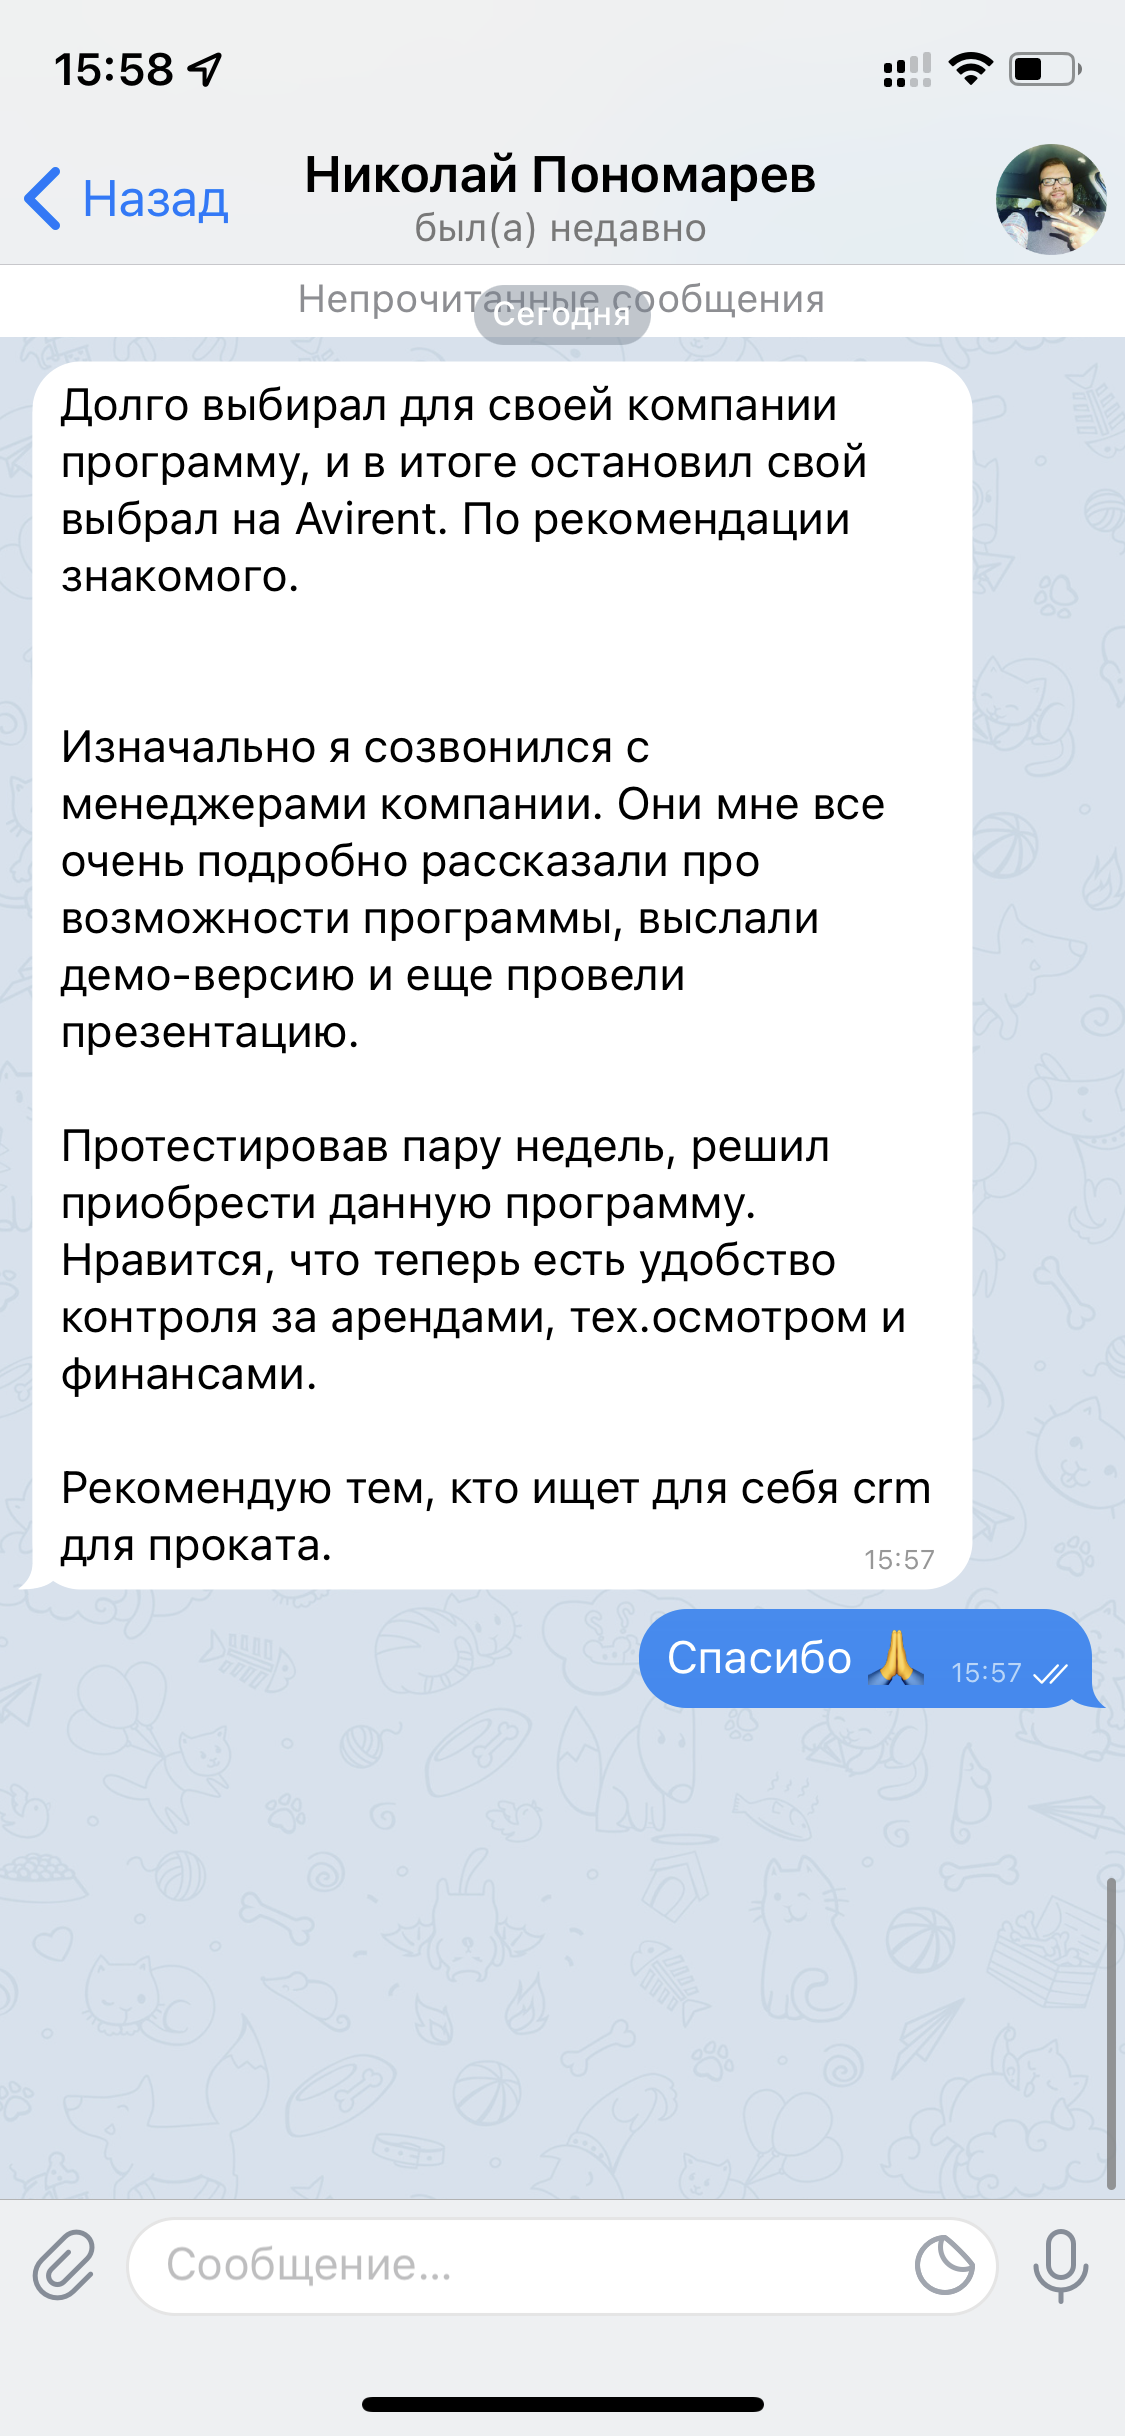 15:58
Назад
Николай Пономарев
был(а) недавно
Непрочитанные сообщения
Сегодня
Долго выбирал для своей компании
программу, и в итоге остановил свой
выбрал на Avirent. По рекомендации
знакомого.
Изначально я созвонился с
менеджерами компании. Они мне все
очень подробно рассказали про
возможности программы, выслали
демо-версию и еще провели
презентацию.
Протестировав пару недель, решил
приобрести данную программу.
Нравится, что теперь есть удобство
контроля за арендами, тех.осмотром и
финансами.
Рекомендую тем, кто ищет для себя crm
для проката.
15:57
Спасибо 🙏 15:57
Сообщение...